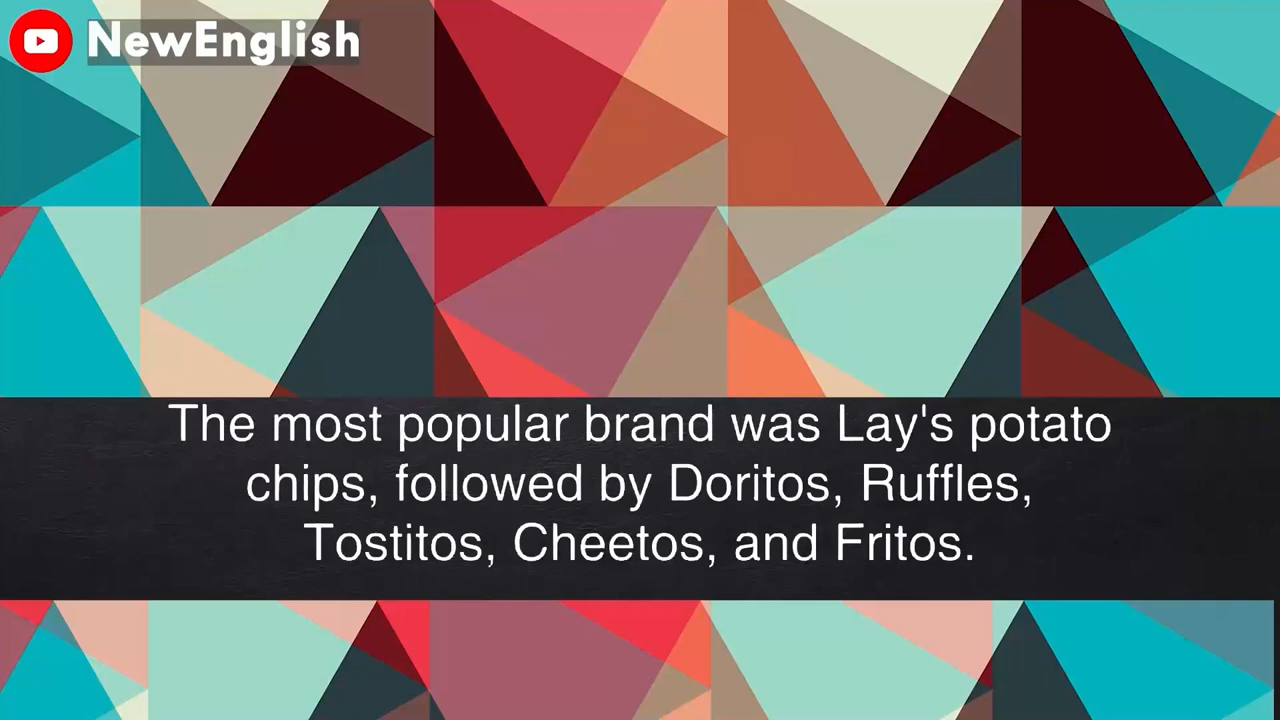 NewEnglish
The most popular brand was Lay's potato
chips, followed by Doritos, Ruffles,
Tostitos, Cheetos, and Fritos.